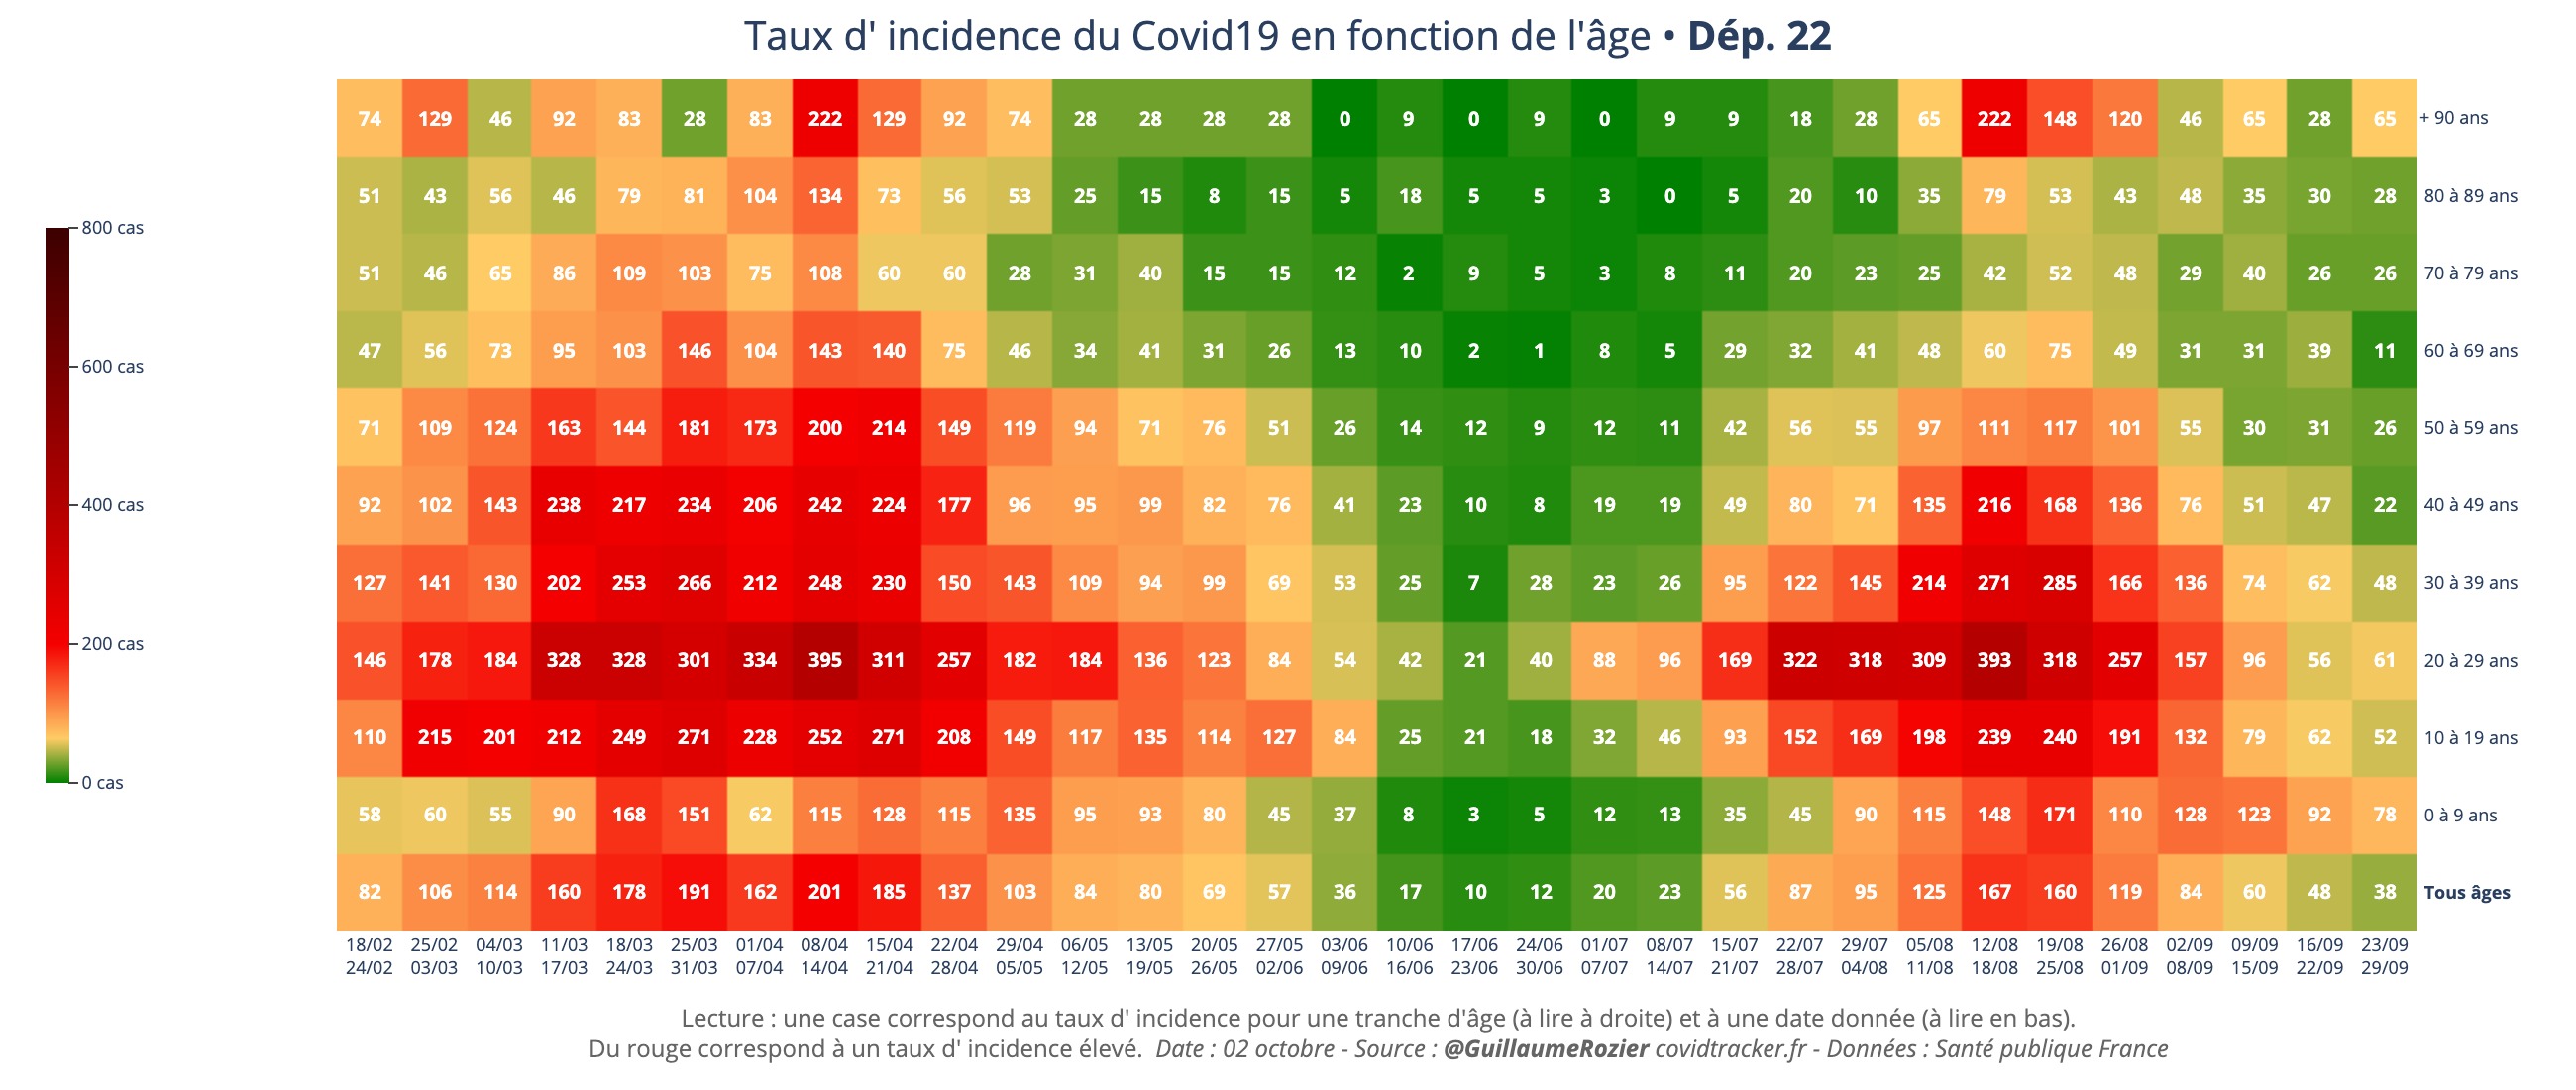 Taux d' incidence du Covid19 en fonction de l'âge • Dép. 22
74 129 46 92 83 28 83 222 129 92 74 28 28 28 28 0 9 0 9 0 9 9 18 28 65 222 148 120 46 65 28 65 + 90 ans
51 43 56 46 79 81 104 134 73 56 53 25 15 8 15 5 18 5 5 3 0 5 20 10 35 79 53 43 48 35 30 28 80 à 89 ans
800 cas
51 46 65 86 109 103 75 108 60 60 28 31 40 15 15 12 2 9 5 3 8 11 20 23 25 42 52 48 29 40 26 26 70 à 79 ans
47 56 73 95 103 146 104 143 140 75 46 34 41 31 26 13 10 2 1 8 5 29 32 41 48 60 75 49 31 31 39 11 60 à 69 ans
600 cas
71 109 124 163 144 181 173 200 214 149 119 94 71 76 51 26 14 12 9 12 11 42 56 55 97 111 117 101 55 30 31 26 50 à 59 ans
400 cas
92 102 143 238 217 234 206 242 224 177 96 95 99 82 76 41 23 10 8 19 19 49 80 71 135 216 168 136 76 51 47 22 40 à 49 ans
127 141 130 202 253 266 212 248 230 150 143 109 94 99 69 53 25 7 28 23 26 95 122 145 214 271 285 166 136 74 62 48 30 à 39 ans
200 cas
146 178 184 328 328 301 334 395 311 257 182 184 136 123 84 54 42 21 40 88 96 169 322 318 309 393 318 257 157 96 56 61 20 à 29 ans
110 215 201 212 249 271 228 252 271 208 149 117 135 114 127 84 25 21 18 32 46 93 152 169 198 239 240 191 132 79 62 52 10 à 19 ans
0 cas
58 60 55 90 168 151 62 115 128 115 135 95 93 80 45 37 8 3 5 12 13 35 45 90 115 148 171 110 128 123 92 78 0 à 9 ans
82 106 114 160 178 191 162 201 185 137 103 84 80 69 57 36 17 10 12 20 23 56 87 95 125 167 160 119 84 60 48 38 Tous âges
18/02 25/02 04/03 11/03 18/03 25/03 01/04 08/04 15/04 22/04 29/04 06/05 13/05 20/05 27/05 03/06 10/06 17/06 24/06 01/07 08/07 15/07 22/07 29/07 05/08 12/08 19/08 26/08 02/09 09/09 16/09 23/09
24/02 03/03 10/03 17/03 24/03 31/03 07/04 14/04 21/04 28/04 05/05 12/05 19/05 26/05 02/06 09/06 16/06 23/06 30/06 07/07 14/07 21/07 28/07 04/08 11/08 18/08 25/08 01/09 08/09 15/09 22/09 29/09
Lecture : une case correspond au taux d' incidence pour une tranche d'âge (à lire à droite) et à une date donnée (à lire en bas).
Du rouge correspond à un taux d' incidence élevé. Date : 02 octobre - Source : @GuillaumeRozier covidtracker.fr - Données : Santé publique France